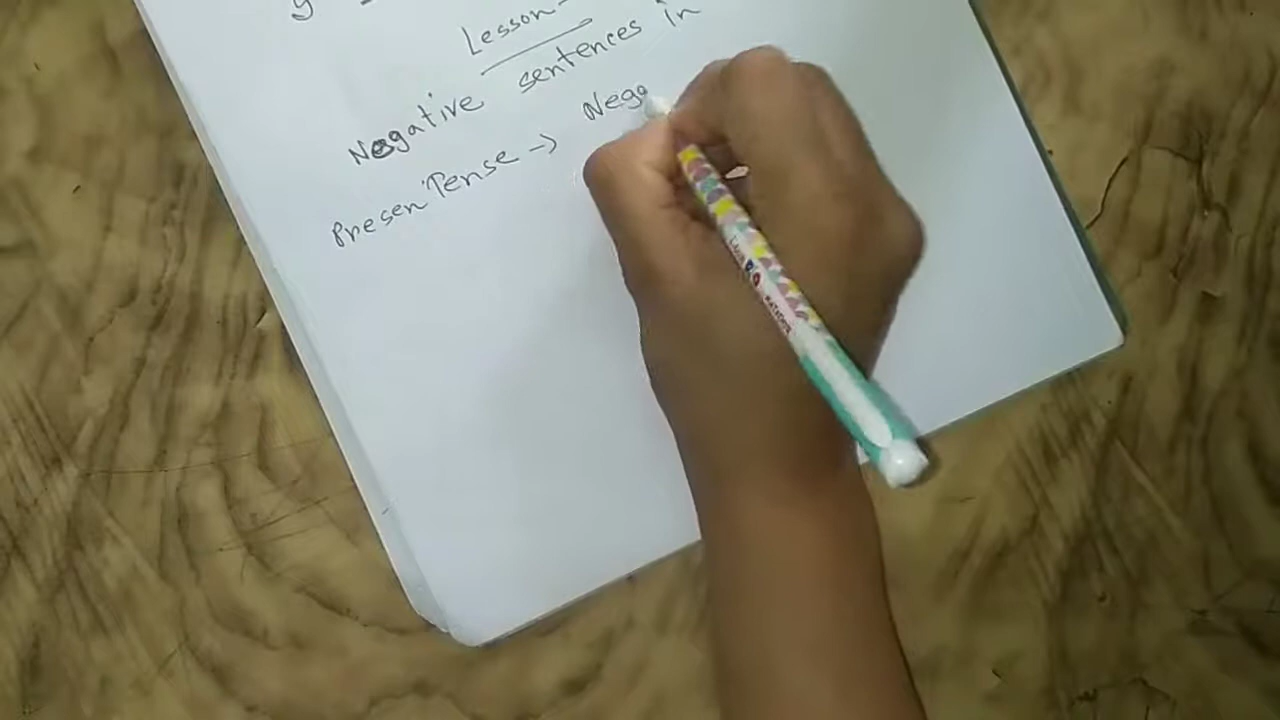 Lesson-
Negative sentences in
Presen Tense → Nega